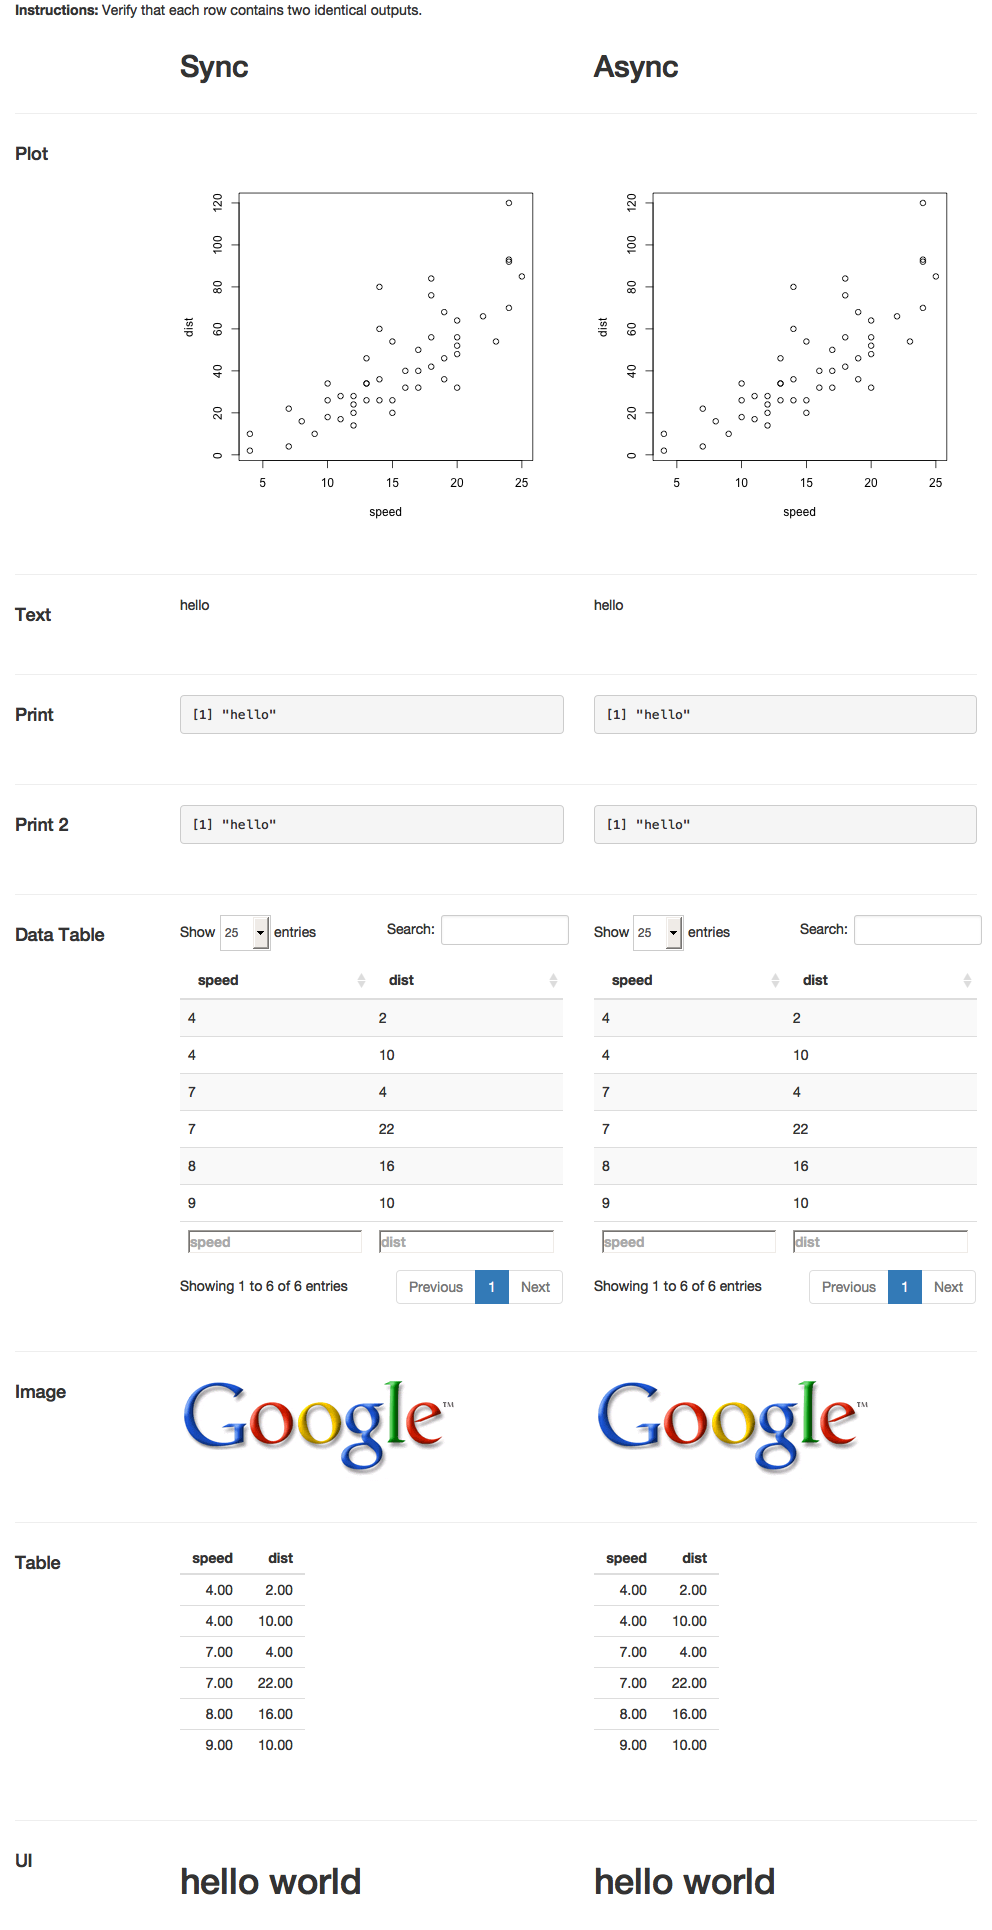 Instructions: Verify that each row contains two identical outputs.
Sync Async
Plot
120 120
100 100
80 80
60 60
40 40
20 20
0 0
dist dist
5 10 15 20 25 5 10 15 20 25
speed speed
Text hello hello
Print [1] "hello" [1] "hello"
Print 2 [1] "hello" [1] "hello"
Data Table Show 25 entries Search: Show 25 entries Search:
speed dist speed dist
4 2 4 2
4 10 4 10
7 4 7 4
7 22 7 22
8 16 8 16
9 10 9 10
speed dist speed dist
Showing 1 to 6 of 6 entries Previous 1 Next Showing 1 to 6 of 6 entries Previous 1 Next
Image Google™ Google™
Table speed dist speed dist
4.00 2.00 4.00 2.00
4.00 10.00 4.00 10.00
7.00 4.00 7.00 4.00
7.00 22.00 7.00 22.00
8.00 16.00 8.00 16.00
9.00 10.00 9.00 10.00
UI hello world hello world